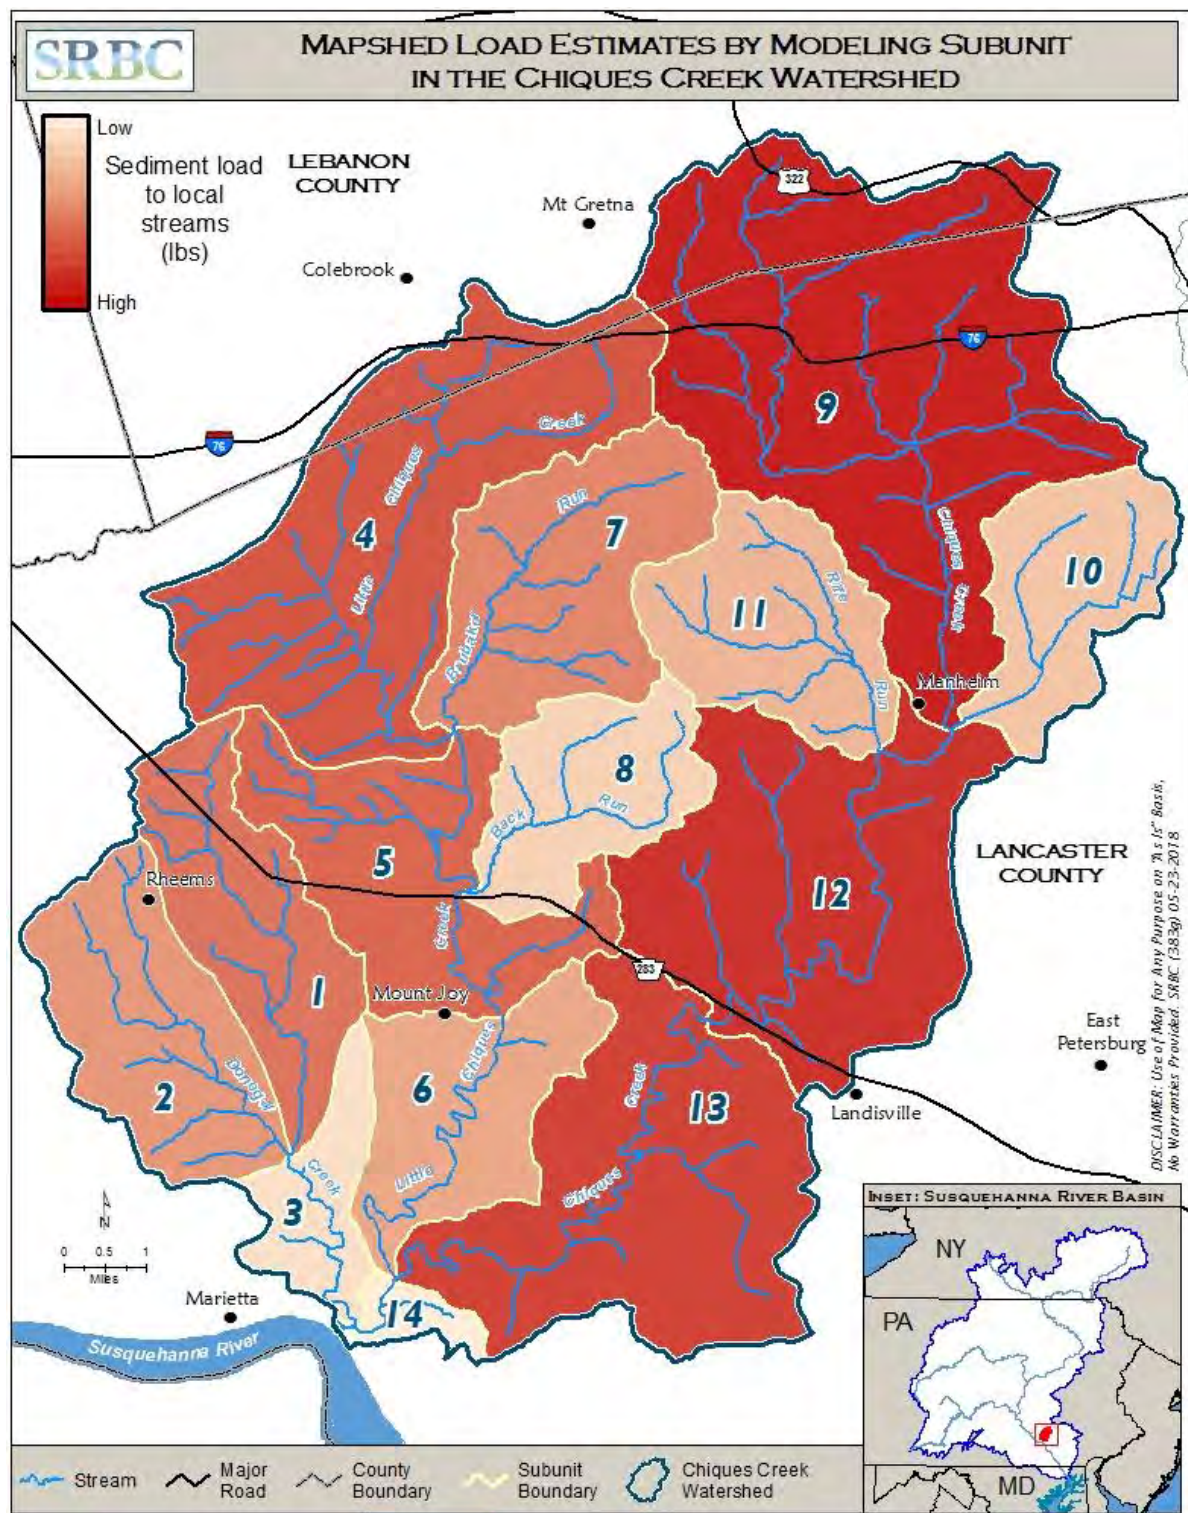 SRBC
MAPSHED LOAD ESTIMATES BY MODELING SUBUNIT
IN THE CHIQUES CREEK WATERSHED
Low
Sediment load
to local
streams
(lbs)
High
LEBANON
COUNTY
322
Mt Gretna
Colebrook
76
76
9
Creek
Chiques
Little
4
Run
7
Brubaker
Chiques
Creek
10
Rife
Run
11
Manheim
8
Back
Run
5
Rheems
LANCASTER
COUNTY
12
Creek
283
1
Mount Joy
East
Petersburg
Chiques
Little
6
2
Donegal
Creek
Landisville
13
Creek
Chiques
3
N
0 0.5 1
Miles
Marietta
14
Susquehanna River
DISCLAIMER: Use of Map for Any Purpose on "As Is" Basis,
No Warranties Provided. SRBC (383g) 05-23-2018
INSET: SUSQUEHANNA RIVER BASIN
NY
PA
MD
Stream
Major
Road
County
Boundary
Subunit
Boundary
Chiques Creek
Watershed